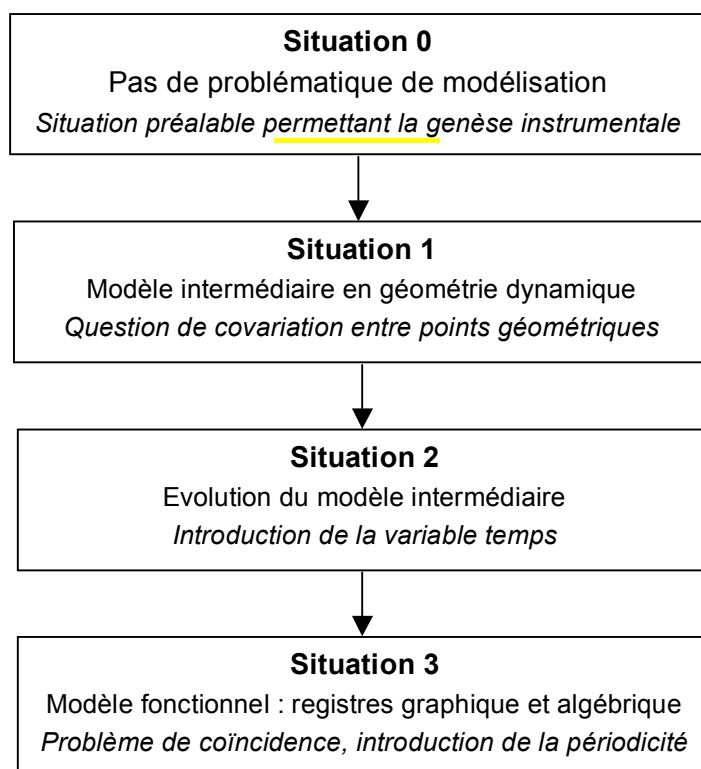 Situation 0
Pas de problématique de modélisation
Situation préalable permettant la genèse instrumentale
Situation 1
Modèle intermédiaire en géométrie dynamique
Question de covariation entre points géométriques
Situation 2
Evolution du modèle intermédiaire
Introduction de la variable temps
Situation 3
Modèle fonctionnel : registres graphique et algébrique
Problème de coïncidence, introduction de la périodicité